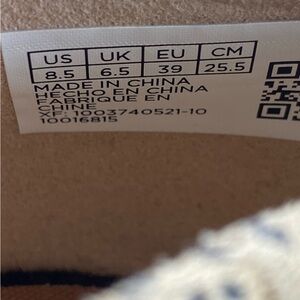 US UK EU CM
8.5 6.5 39 25.5
MADE IN CHINA
HECHO EN CHINA
FABRIQUE EN
CHINE
XF: 1003740521-10
10016815